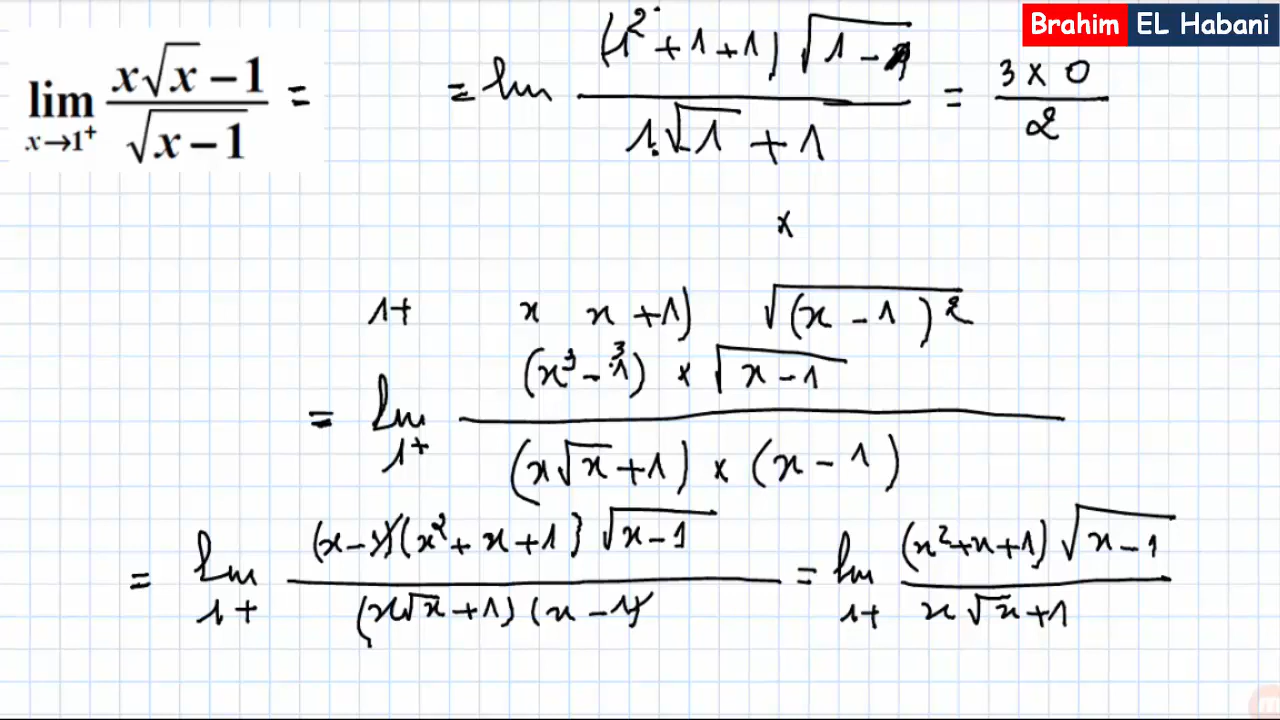 Brahim EL Habani
lim x→1⁺ (x√x − 1)/(√(x − 1)) =
= lim ((1² + 1 + 1) √(1 − 1))/(1.√1 + 1) = (3 × 0)/2
×
1+ x x + 1) √((x − 1)²)
= lim 1+ ((x³ − 1³) × √(x − 1))/((x√x + 1) × (x − 1))
= lim 1+ ((x − 1)(x² + x + 1) √(x − 1))/((x√x + 1)(x − 1)) = lim 1+ ((x² + x + 1) √(x − 1))/(x√x + 1)